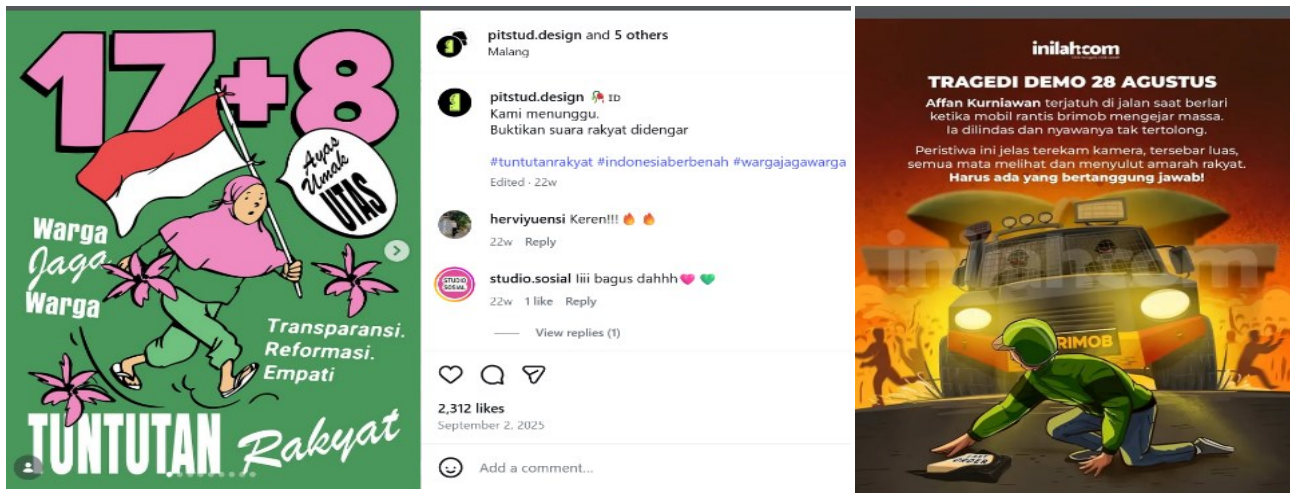 17+8
Ayas
Umak
UTAS
Warga
Jaga
Warga
Transparansi.
Reformasi.
Empati
TUNTUTAN Rakyat
pitstud.design and 5 others
Malang
pitstud.design 🥀 ID
Kami menunggu.
Buktikan suara rakyat didengar
#tuntutanrakyat #indonesiaberbenah #wargajagawarga
Edited · 22w
herviyuensi Keren!!! 🔥 🔥
22w Reply
STUDIO
SOSIAL
studio.sosial Iiii bagus dahhh💗 💚
22w 1 like Reply
View replies (1)
2,312 likes
September 2, 2025
Add a comment...
inilahcom
TRAGEDI DEMO 28 AGUSTUS
Affan Kurniawan terjatuh di jalan saat berlari
ketika mobil rantis brimob mengejar massa.
Ia dilindas dan nyawanya tak tertolong.
Peristiwa ini jelas terekam kamera, tersebar luas,
semua mata melihat dan menyulut amarah rakyat.
Harus ada yang bertanggung jawab!
inilahcom
RIMOB